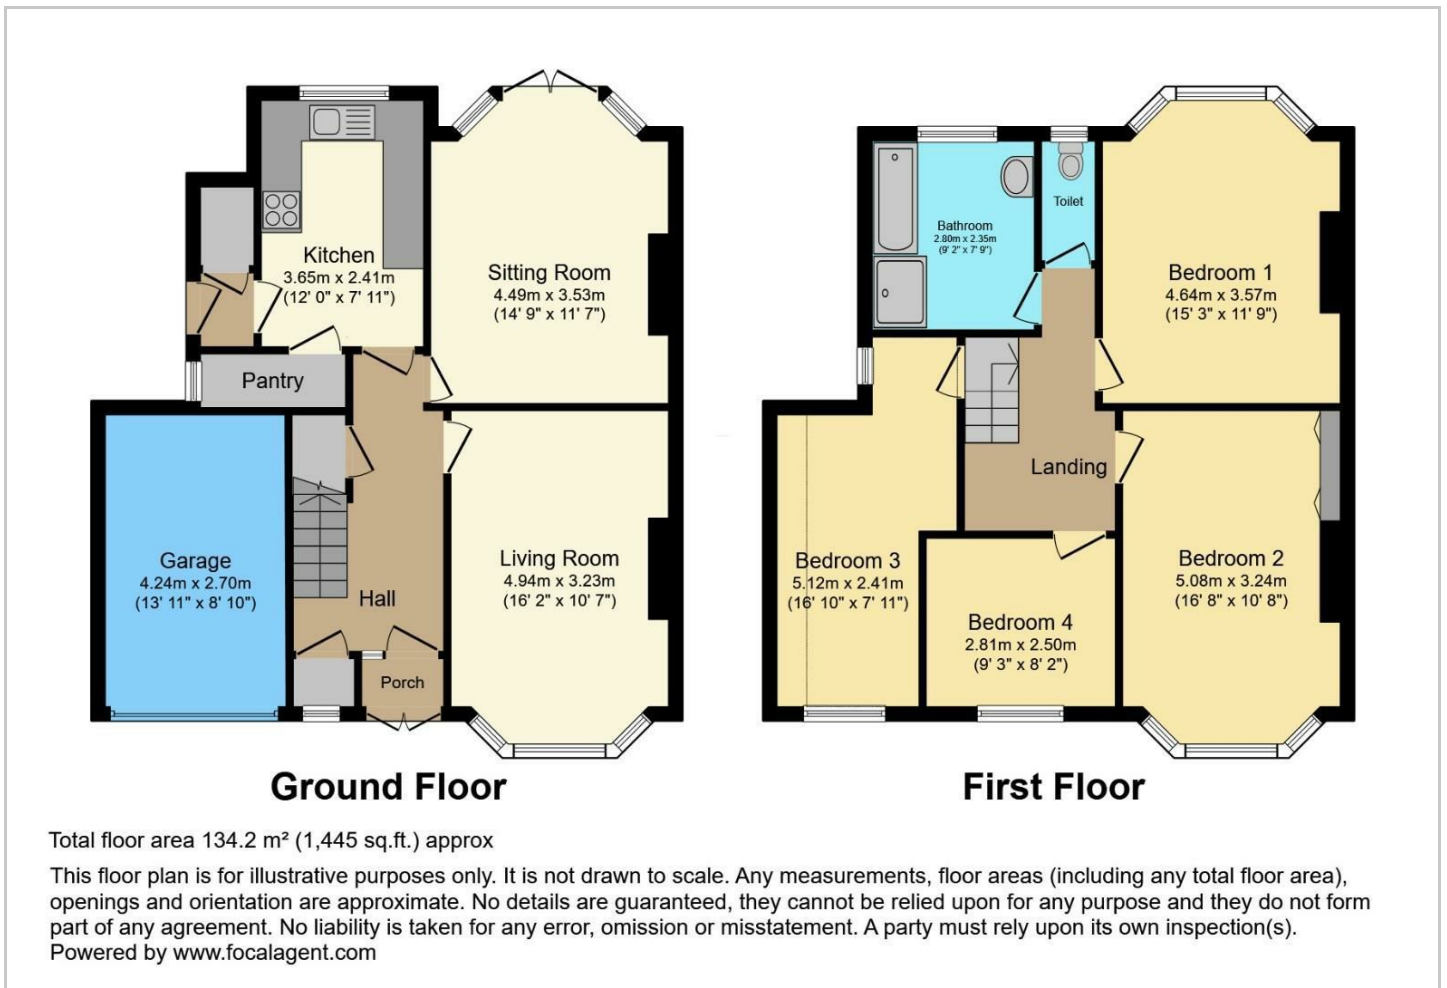 Kitchen
3.65m x 2.41m
(12' 0" x 7' 11")
Sitting Room
4.49m x 3.53m
(14' 9" x 11' 7")
Pantry
Garage
4.24m x 2.70m
(13' 11" x 8' 10")
Hall
Living Room
4.94m x 3.23m
(16' 2" x 10' 7")
Porch
Ground Floor
Bathroom
2.80m x 2.35m
(9' 2" x 7' 9")
Toilet
Bedroom 1
4.64m x 3.57m
(15' 3" x 11' 9")
Landing
Bedroom 3
5.12m x 2.41m
(16' 10" x 7' 11")
Bedroom 2
5.08m x 3.24m
(16' 8" x 10' 8")
Bedroom 4
2.81m x 2.50m
(9' 3" x 8' 2")
First Floor
Total floor area 134.2 m² (1,445 sq.ft.) approx
This floor plan is for illustrative purposes only. It is not drawn to scale. Any measurements, floor areas (including any total floor area),
openings and orientation are approximate. No details are guaranteed, they cannot be relied upon for any purpose and they do not form
part of any agreement. No liability is taken for any error, omission or misstatement. A party must rely upon its own inspection(s).
Powered by www.focalagent.com